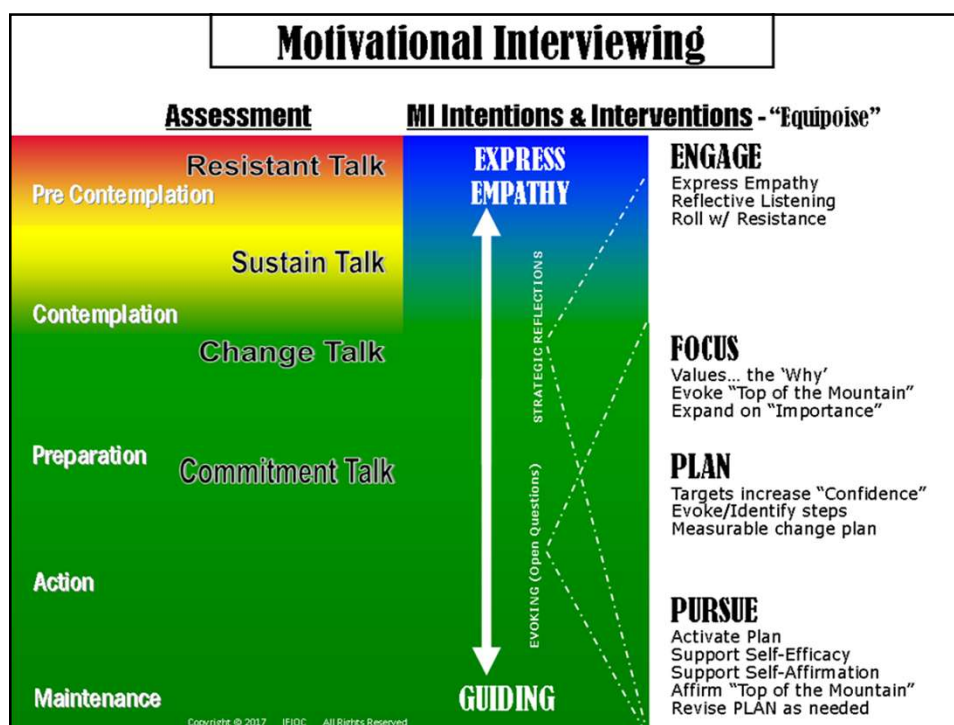 Motivational Interviewing
Assessment
MI Intentions & Interventions - “Equipoise”
Resistant Talk
Pre Contemplation
Sustain Talk
Contemplation
Change Talk
Preparation
Commitment Talk
Action
Maintenance
EXPRESS
EMPATHY
STRATEGIC REFLECTIONS
EVOKING (Open Questions)
GUIDING
ENGAGE
Express Empathy
Reflective Listening
Roll w/ Resistance
FOCUS
Values... the ‘Why’
Evoke “Top of the Mountain”
Expand on “Importance”
PLAN
Targets increase “Confidence”
Evoke/Identify steps
Measurable change plan
PURSUE
Activate Plan
Support Self-Efficacy
Support Self-Affirmation
Affirm “Top of the Mountain”
Revise PLAN as needed
Copyright © 2017 All Rights Reserved